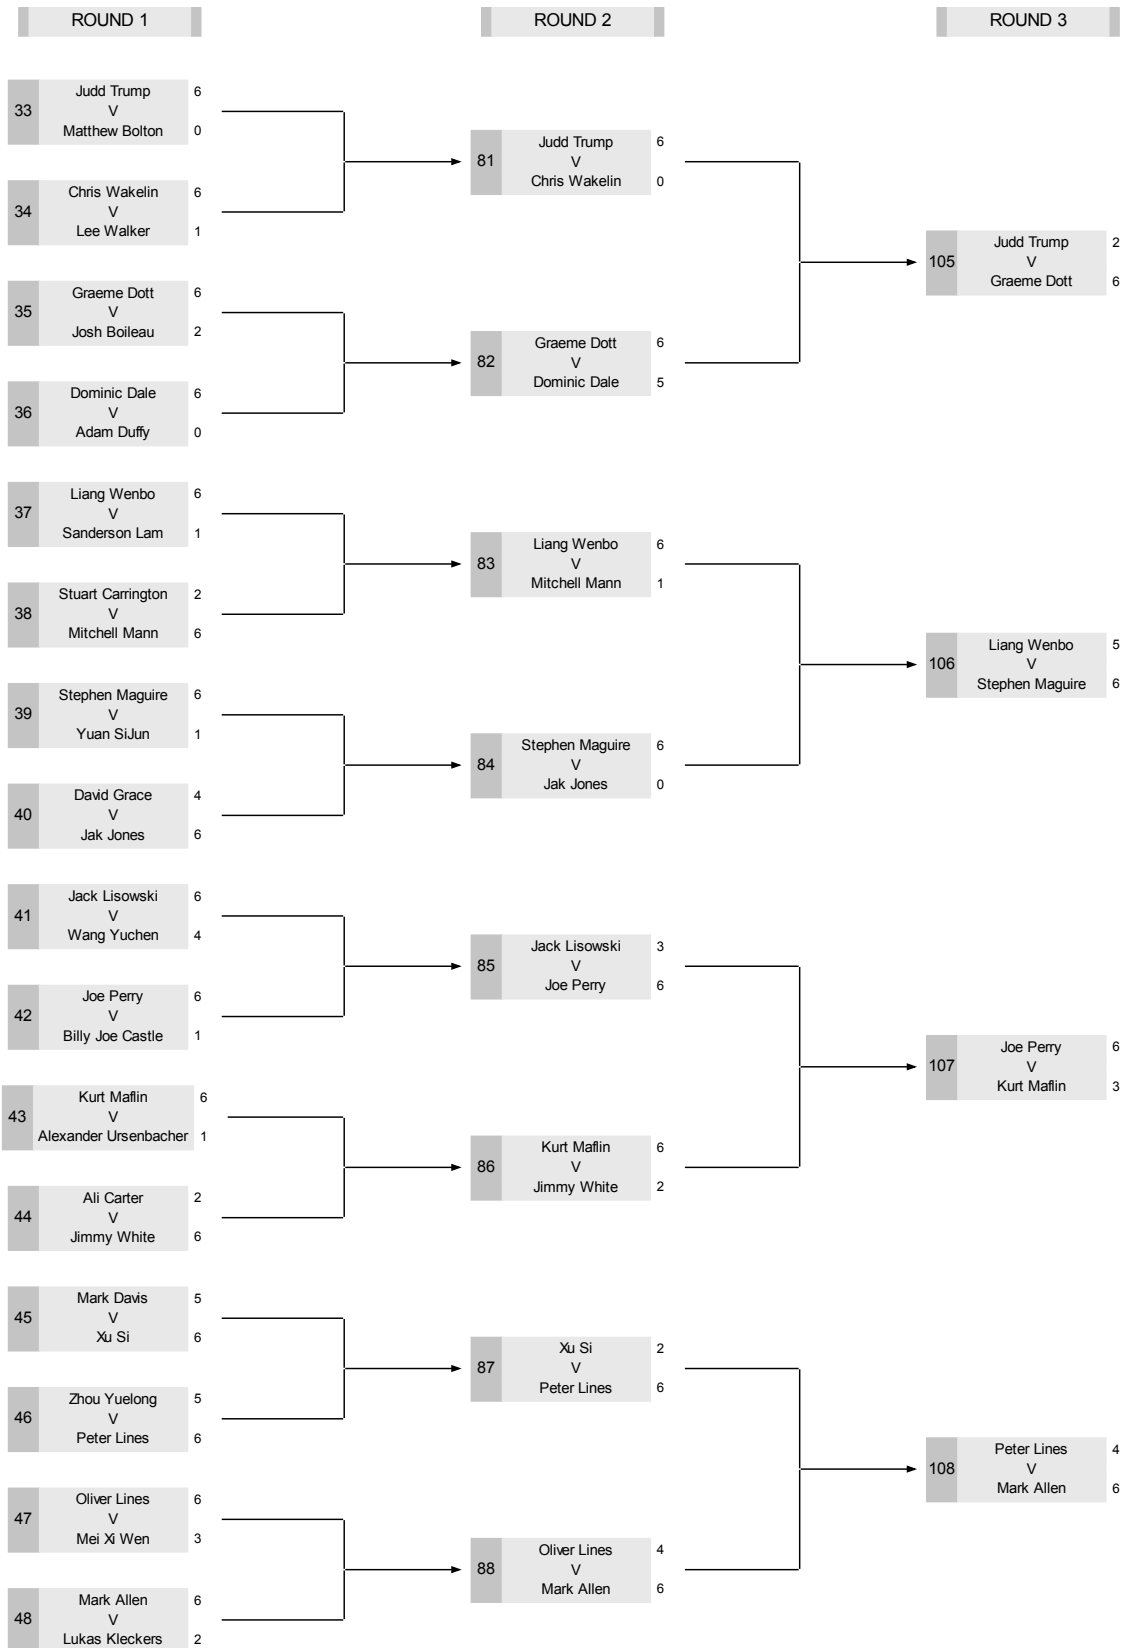 ROUND 1
ROUND 2
ROUND 3
33
Judd Trump 6
V
Matthew Bolton 0
34
Chris Wakelin 6
V
Lee Walker 1
35
Graeme Dott 6
V
Josh Boileau 2
36
Dominic Dale 6
V
Adam Duffy 0
37
Liang Wenbo 6
V
Sanderson Lam 1
38
Stuart Carrington 2
V
Mitchell Mann 6
39
Stephen Maguire 6
V
Yuan SiJun 1
40
David Grace 4
V
Jak Jones 6
41
Jack Lisowski 6
V
Wang Yuchen 4
42
Joe Perry 6
V
Billy Joe Castle 1
43
Kurt Maflin 6
V
Alexander Ursenbacher 1
44
Ali Carter 2
V
Jimmy White 6
45
Mark Davis 5
V
Xu Si 6
46
Zhou Yuelong 5
V
Peter Lines 6
47
Oliver Lines 6
V
Mei Xi Wen 3
48
Mark Allen 6
V
Lukas Kleckers 2
81
Judd Trump 6
V
Chris Wakelin 0
82
Graeme Dott 6
V
Dominic Dale 5
83
Liang Wenbo 6
V
Mitchell Mann 1
84
Stephen Maguire 6
V
Jak Jones 0
85
Jack Lisowski 3
V
Joe Perry 6
86
Kurt Maflin 6
V
Jimmy White 2
87
Xu Si 2
V
Peter Lines 6
88
Oliver Lines 4
V
Mark Allen 6
105
Judd Trump 2
V
Graeme Dott 6
106
Liang Wenbo 5
V
Stephen Maguire 6
107
Joe Perry 6
V
Kurt Maflin 3
108
Peter Lines 4
V
Mark Allen 6